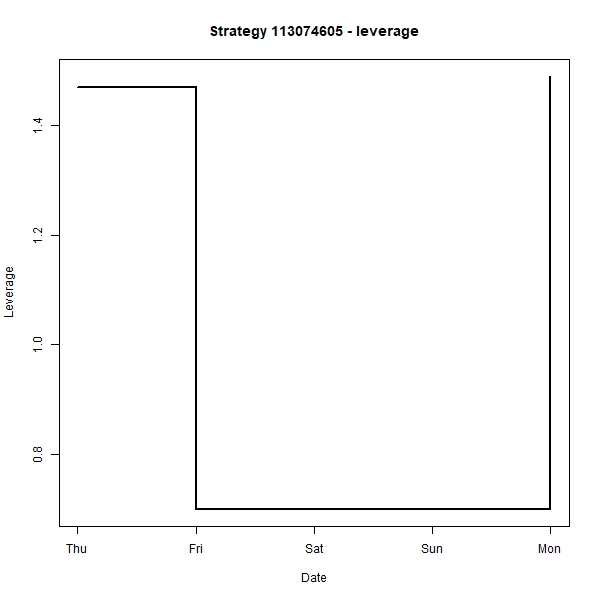 Strategy 113074605 - leverage
1.4
1.2
1.0
0.8
Leverage
Thu Fri Sat Sun Mon
Date